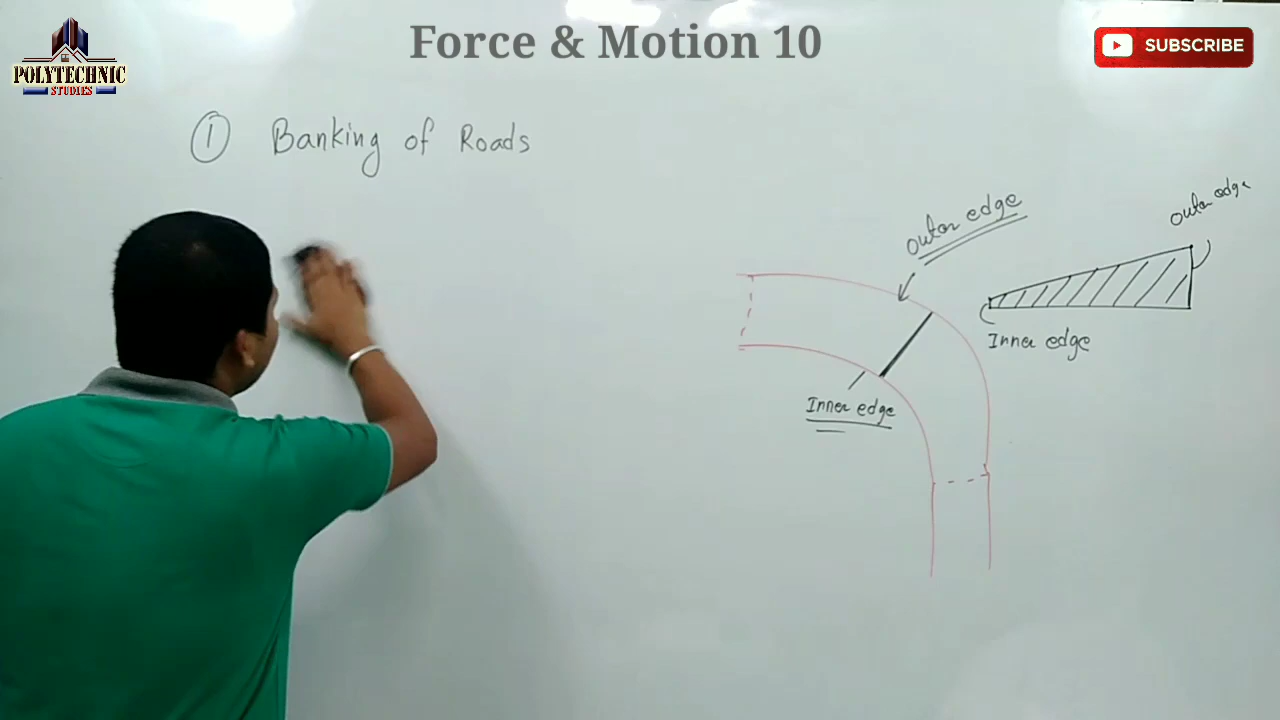 Force & Motion 10
POLYTECHNIC
STUDIES
SUBSCRIBE
① Banking of Roads
Outer edge
Outer edge
Inner edge
Inner edge